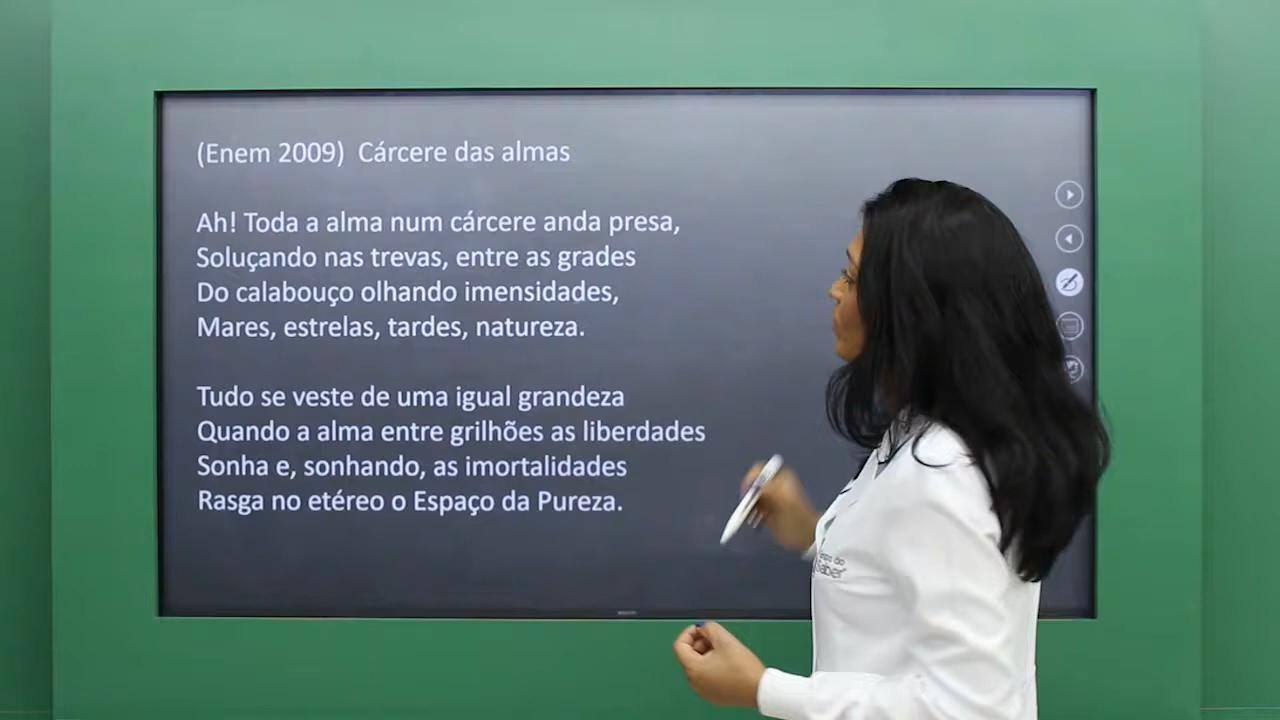 (Enem 2009) Cárcere das almas
Ah! Toda a alma num cárcere anda presa,
Soluçando nas trevas, entre as grades
Do calabouço olhando imensidades,
Mares, estrelas, tardes, natureza.
Tudo se veste de uma igual grandeza
Quando a alma entre grilhões as liberdades
Sonha e, sonhando, as imortalidades
Rasga no etéreo o Espaço da Pureza.
Saber